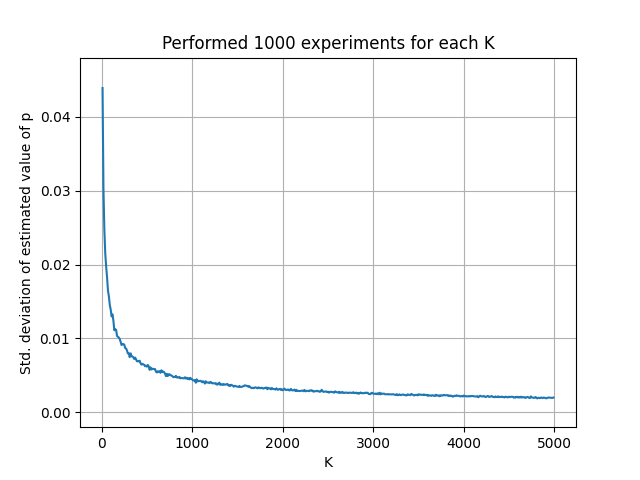 Performed 1000 experiments for each K
Std. deviation of estimated value of p
0.04
0.03
0.02
0.01
0.00
0 1000 2000 3000 4000 5000
K